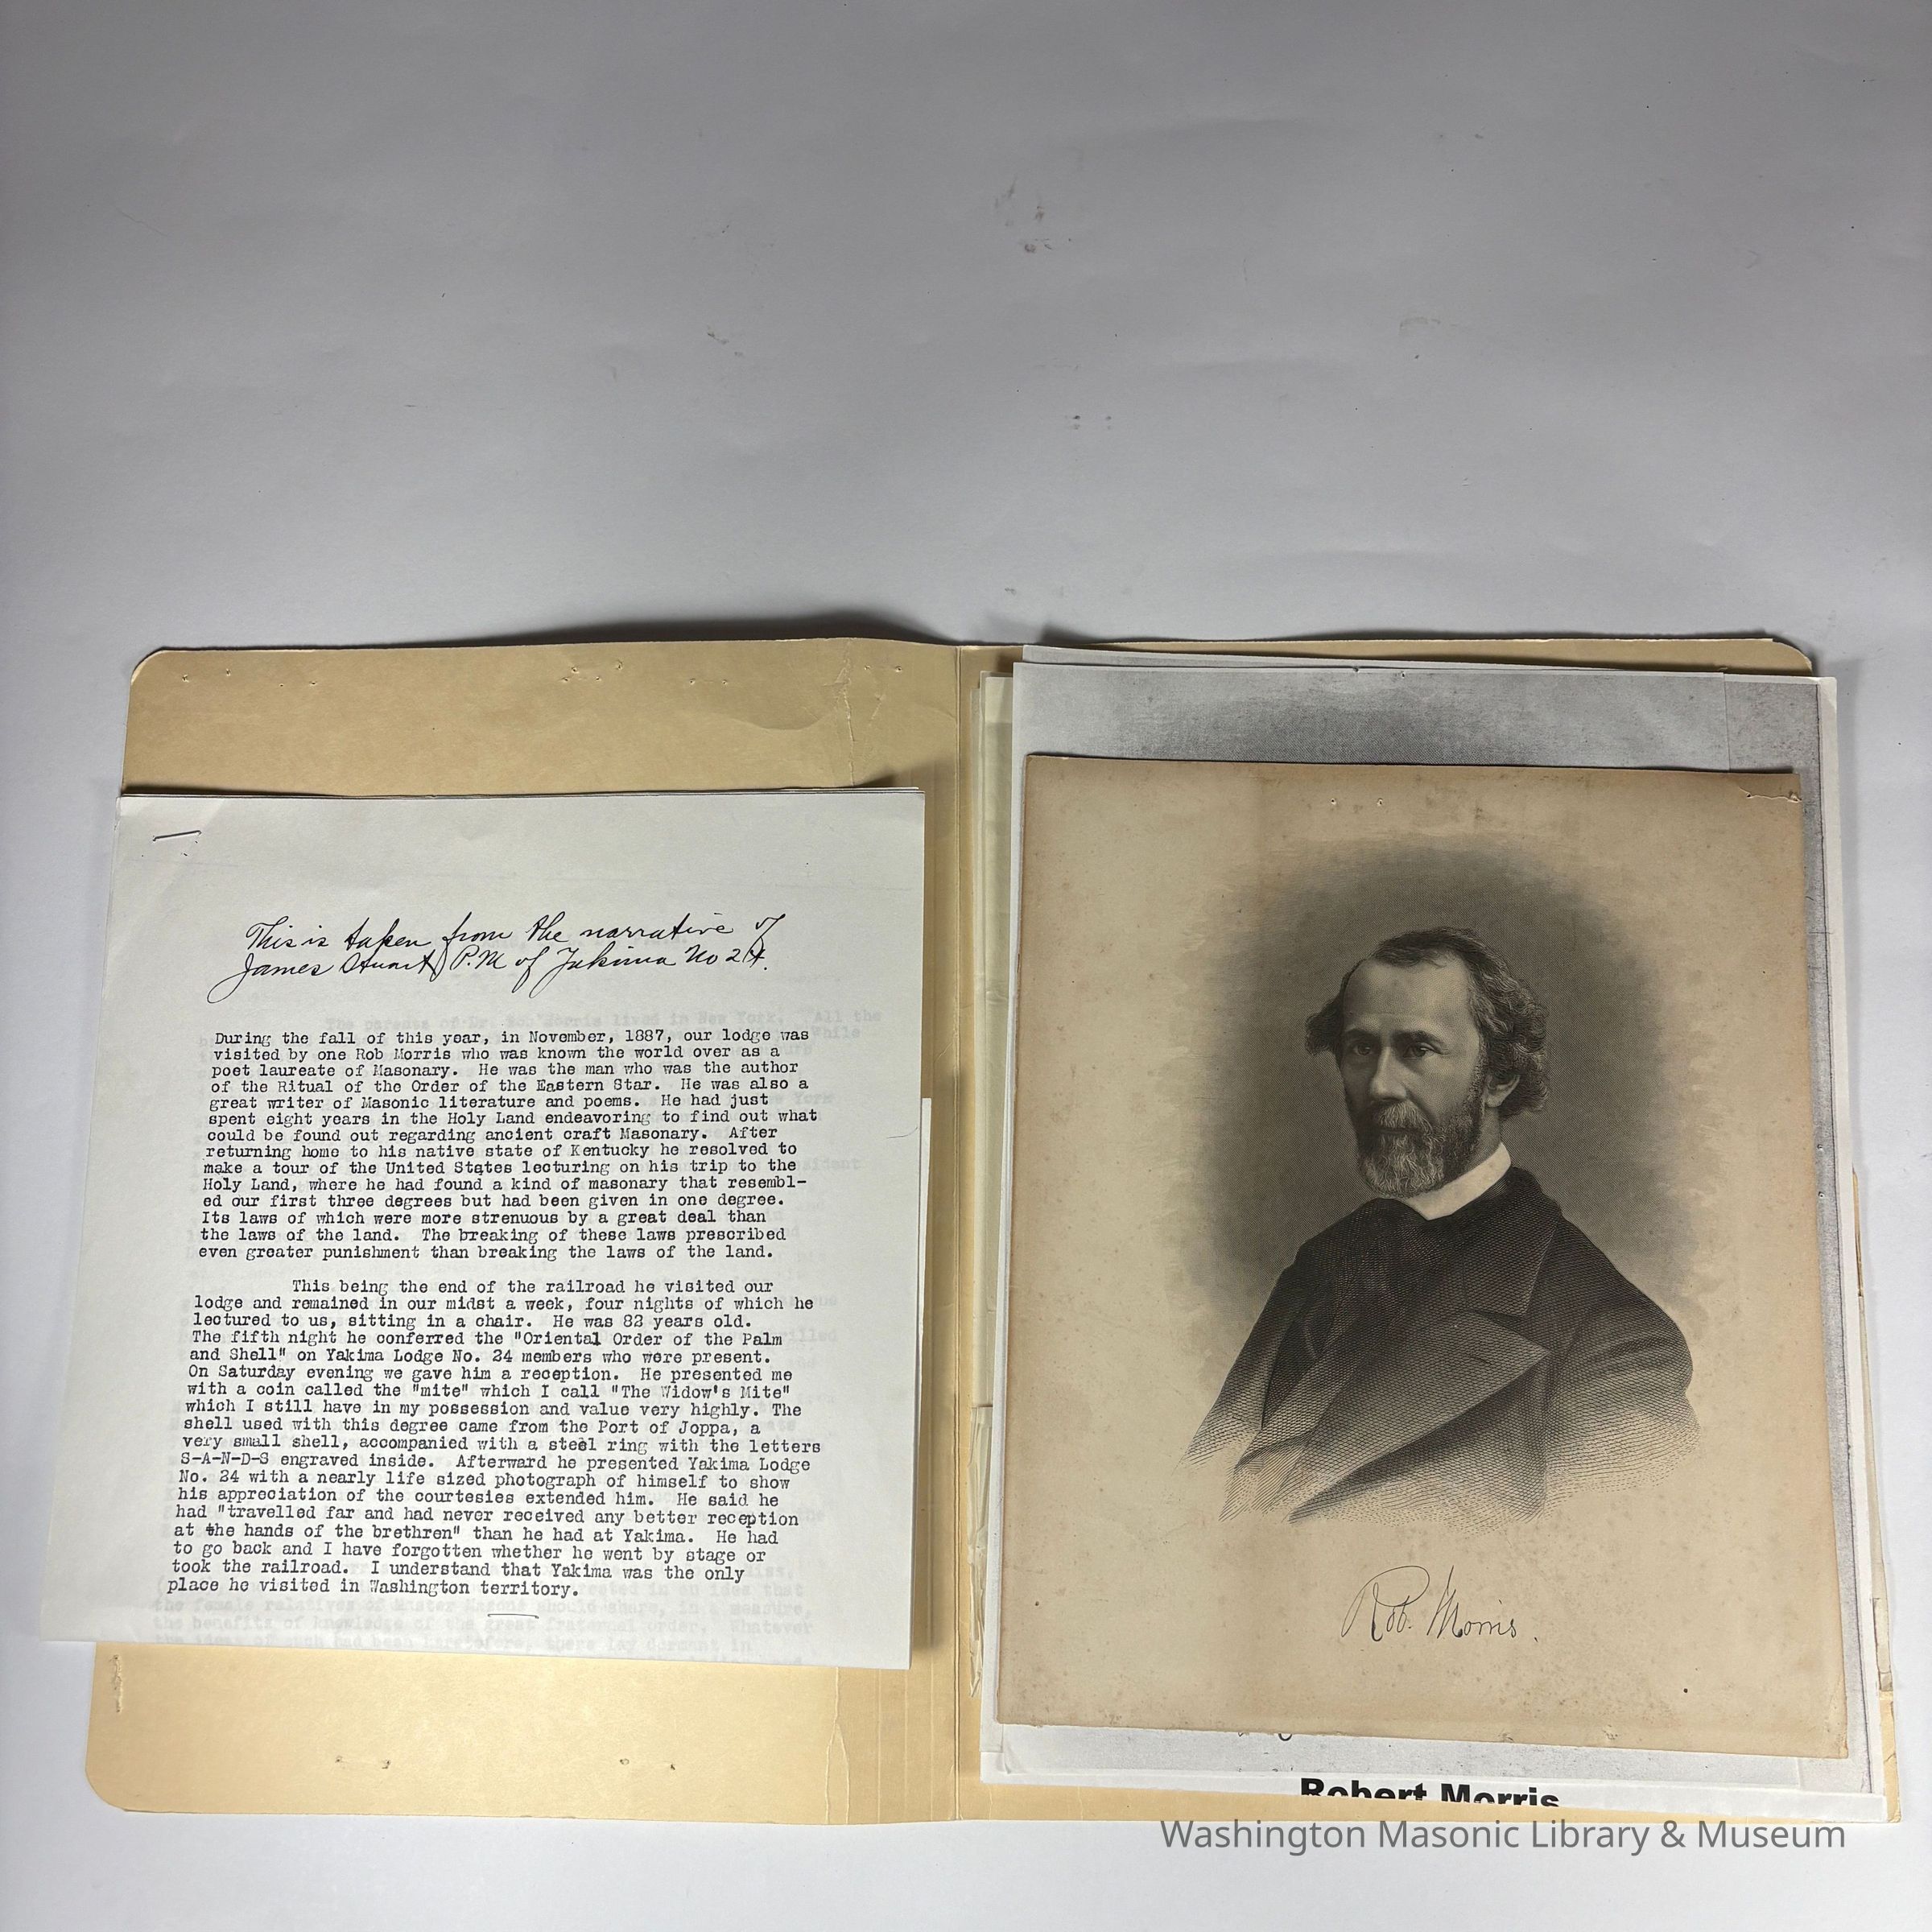 This is taken from the narrative of
James Stuart P.M of Yakima No 24.
During the fall of this year, in November, 1887, our lodge was
visited by one Rob Morris who was known the world over as a
poet laureate of Masonary. He was the man who was the author
of the Ritual of the Order of the Eastern Star. He was also a
great writer of Masonic literature and poems. He had just
spent eight years in the Holy Land endeavoring to find out what
could be found out regarding ancient craft Masonary. After
returning home to his native state of Kentucky he resolved to
make a tour of the United States lecturing on his trip to the
Holy Land, where he had found a kind of masonary that resembl-
ed our first three degrees but had been given in one degree.
Its laws of which were more strenuous by a great deal than
the laws of the land. The breaking of these laws prescribed
even greater punishment than breaking the laws of the land.
This being the end of the railroad he visited our
lodge and remained in our midst a week, four nights of which he
lectured to us, sitting in a chair. He was 82 years old.
The fifth night he conferred the "Oriental Order of the Palm
and Shell" on Yakima Lodge No. 24 members who were present.
On Saturday evening we gave him a reception. He presented me
with a coin called the "mite" which I call "The Widow's Mite"
which I still have in my possession and value very highly. The
shell used with this degree came from the Port of Joppa, a
very small shell, accompanied with a steel ring with the letters
S-A-N-D-S engraved inside. Afterward he presented Yakima Lodge
No. 24 with a nearly life sized photograph of himself to show
his appreciation of the courtesies extended him. He said he
had "travelled far and had never received any better reception
at the hands of the brethren" than he had at Yakima. He had
to go back and I have forgotten whether he went by stage or
took the railroad. I understand that Yakima was the only
place he visited in Washington territory.
Rob. Morris.
Robert Morris
Washington Masonic Library & Museum